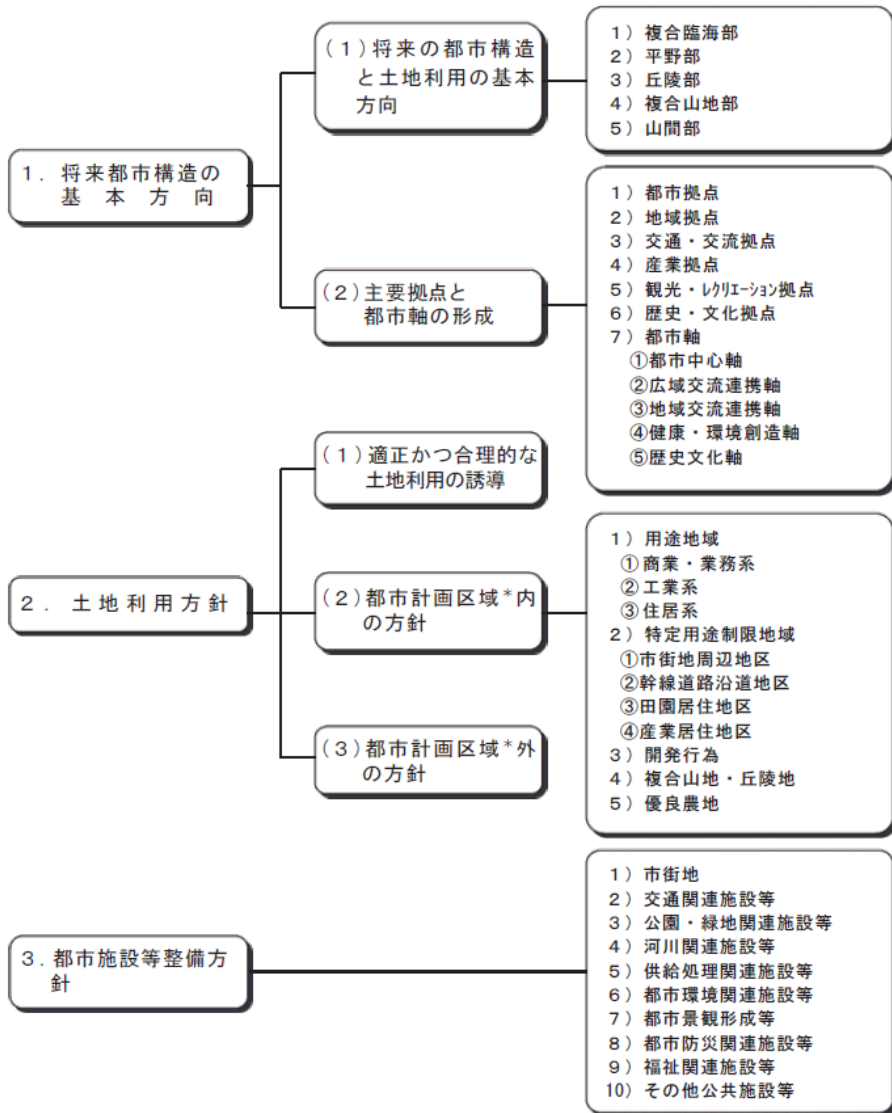 1．将来都市構造の
基本方向
(1)将来の都市構造
と土地利用の基本
方向
1）複合臨海部
2）平野部
3）丘陵部
4）複合山地部
5）山間部
(2)主要拠点と
都市軸の形成
1）都市拠点
2）地域拠点
3）交通・交流拠点
4）産業拠点
5）観光・ﾚｸﾘｴｰｼｮﾝ拠点
6）歴史・文化拠点
7）都市軸
①都市中心軸
②広域交流連携軸
③地域交流連携軸
④健康・環境創造軸
⑤歴史文化軸
2．土地利用方針
(1)適正かつ合理的な
土地利用の誘導
(2)都市計画区域*内
の方針
1）用途地域
①商業・業務系
②工業系
③住居系
2）特定用途制限地域
①市街地周辺地区
②幹線道路沿道地区
③田園居住地区
④産業居住地区
3）開発行為
4）複合山地・丘陵地
5）優良農地
(3)都市計画区域*外
の方針
3．都市施設等整備方
針
1）市街地
2）交通関連施設等
3）公園・緑地関連施設等
4）河川関連施設等
5）供給処理関連施設等
6）都市環境関連施設等
7）都市景観形成等
8）都市防災関連施設等
9）福祉関連施設等
10）その他公共施設等